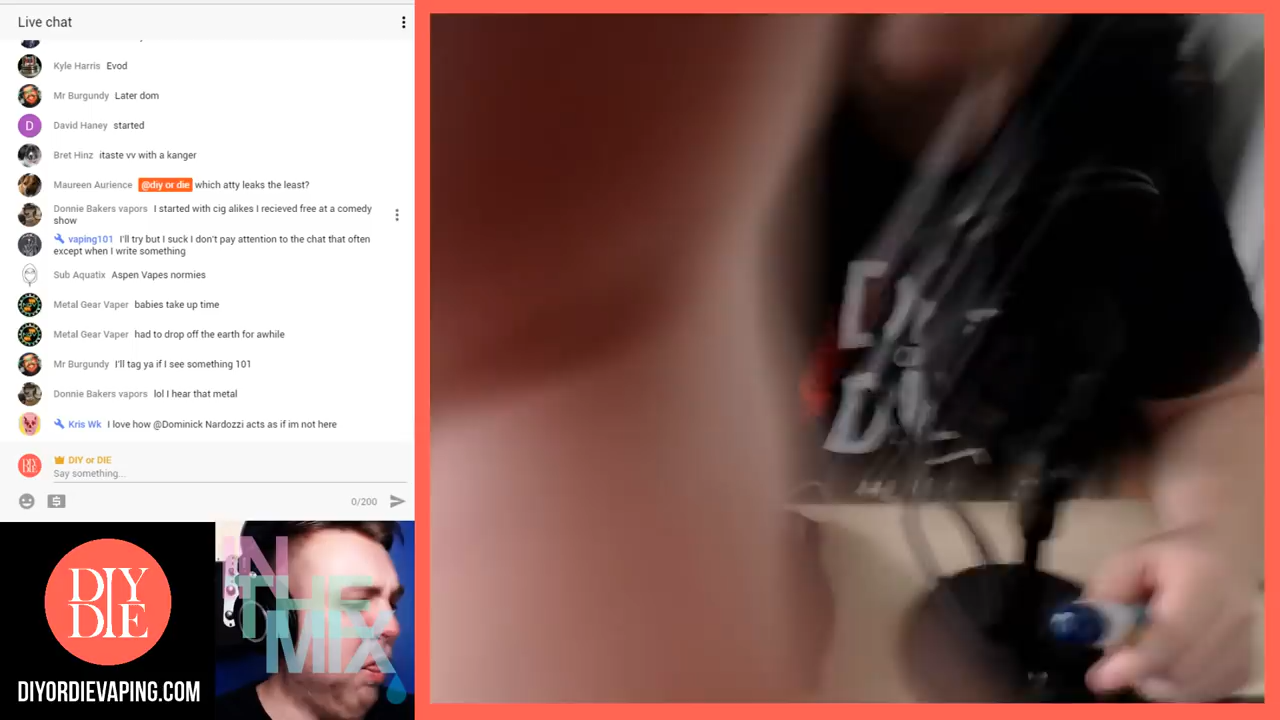 Live chat
Kyle Harris Evod
Mr Burgundy Later dom
D
David Haney started
Bret Hinz itaste vv with a kanger
Maureen Aurience @diy or die which atty leaks the least?
Donnie Bakers vapors I started with cig alikes I recieved free at a comedy
show
vaping101 I'll try but I suck I don't pay attention to the chat that often
except when I write something
Sub Aquatix Aspen Vapes normies
Metal Gear Vaper babies take up time
Metal Gear Vaper had to drop off the earth for awhile
Mr Burgundy I'll tag ya if I see something 101
Donnie Bakers vapors lol I hear that metal
Kris Wk I love how @Dominick Nardozzi acts as if im not here
DIY or DIE
Say something...
0/200
DIY
DIE
DIYORDIEVAPING.COM
IN
THE
MIX